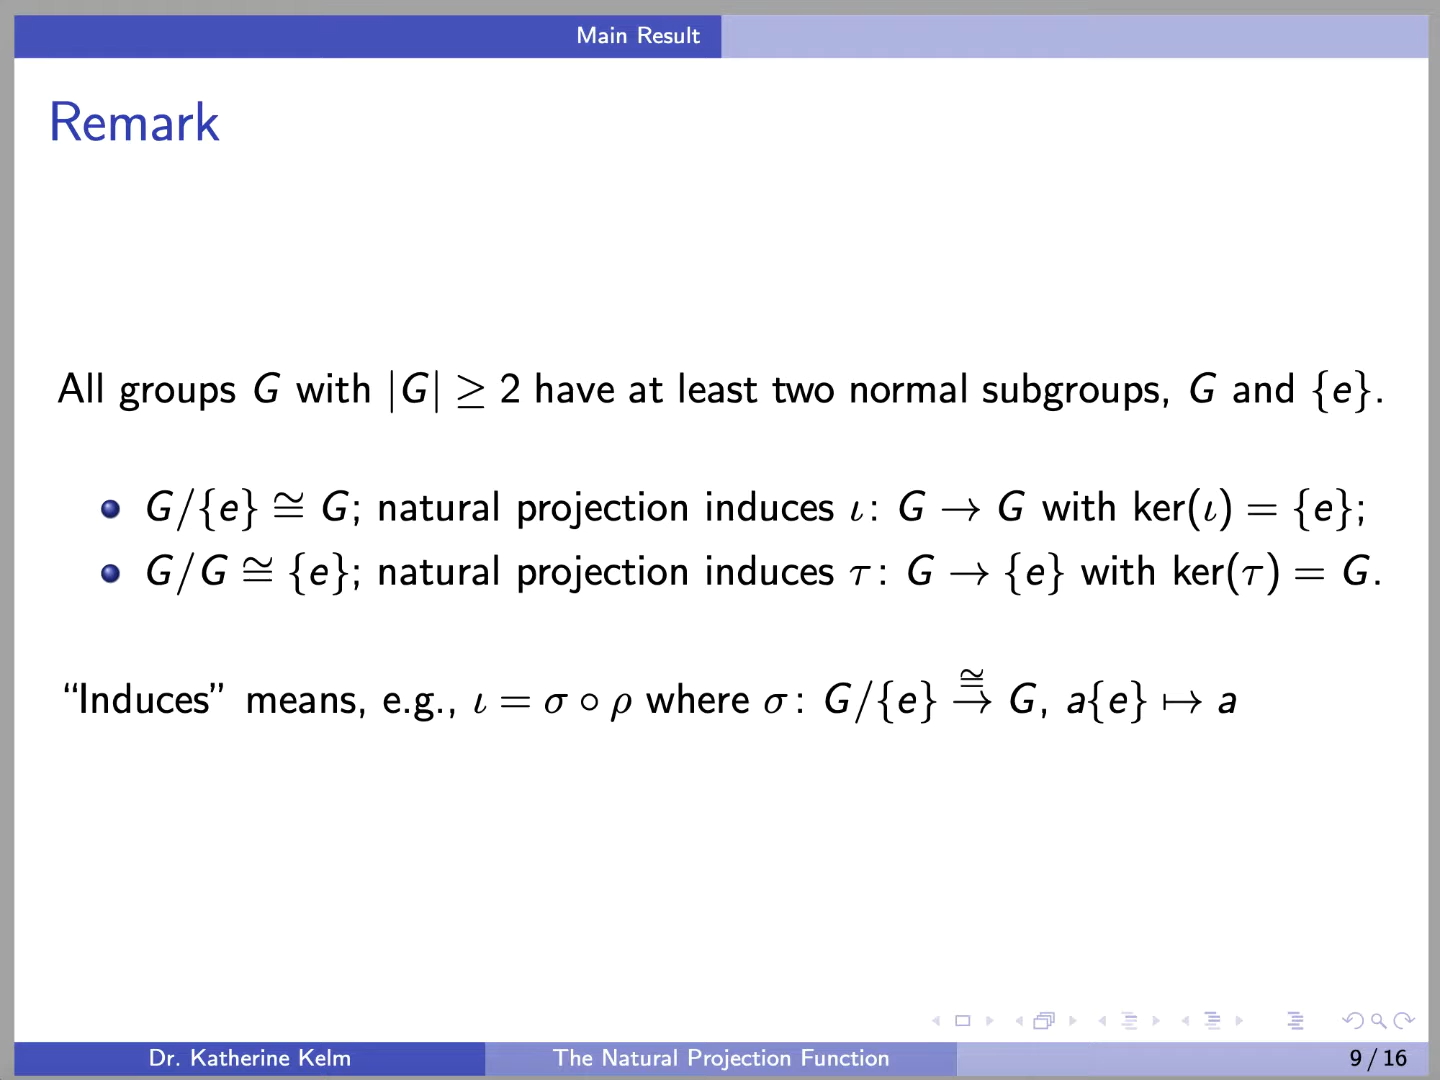 Main Result
Remark
All groups G with |G| ≥ 2 have at least two normal subgroups, G and {e}.
G/{e} ≅ G; natural projection induces ι: G → G with ker(ι) = {e};
G/G ≅ {e}; natural projection induces τ: G → {e} with ker(τ) = G.
“Induces” means, e.g., ι = σ ∘ ρ where σ: G/{e} ≅→ G, a{e} ↦ a
Dr. Katherine Kelm The Natural Projection Function 9 / 16